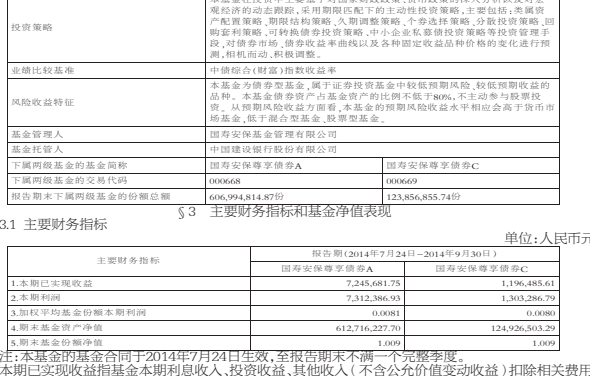 观经济的动态跟踪,采用期限匹配下的主动性投资策略,主要包括:类属资
产配置策略、期限结构策略、久期调整策略、个券选择策略、分散投资策略、回
投资策略 购套利策略、可转换债券投资策略、中小企业私募债投资策略等投资管理手
段,对债券市场、债券收益率曲线以及各种固定收益品种价格的变化进行预
测,相机而动、积极调整。
业绩比较基准 中债综合(财富)指数收益率
本基金为债券型基金,属于证券投资基金中较低预期风险、较低预期收益的
风险收益特征 品种。本基金债券资产占基金资产的比例不低于80%,不主动参与股票投
资。从预期风险收益方面看,本基金的预期风险收益水平相应会高于货币市
场基金,低于混合型基金、股票型基金。
基金管理人 国寿安保基金管理有限公司
基金托管人 中国建设银行股份有限公司
下属两级基金的基金简称 国寿安保尊享债券A 国寿安保尊享债券C
下属两级基金的交易代码 000668 000669
报告期末下属两级基金的份额总额 606,994,814.87份 123,856,855.74份
§3 主要财务指标和基金净值表现
3.1 主要财务指标
单位:人民币元
主要财务指标 报告期(2014年7月24日-2014年9月30日)
国寿安保尊享债券A 国寿安保尊享债券C
1.本期已实现收益 7,245,681.75 1,196,485.61
2.本期利润 7,312,386.93 1,303,286.79
3.加权平均基金份额本期利润 0.0081 0.0080
4.期末基金资产净值 612,716,227.70 124,926,503.29
5.期末基金份额净值 1.009 1.009
注:本基金的基金合同于2014年7月24日生效,至报告期末不满一个完整季度。
本期已实现收益指基金本期利息收入、投资收益、其他收入(不含公允价值变动收益)扣除相关费用